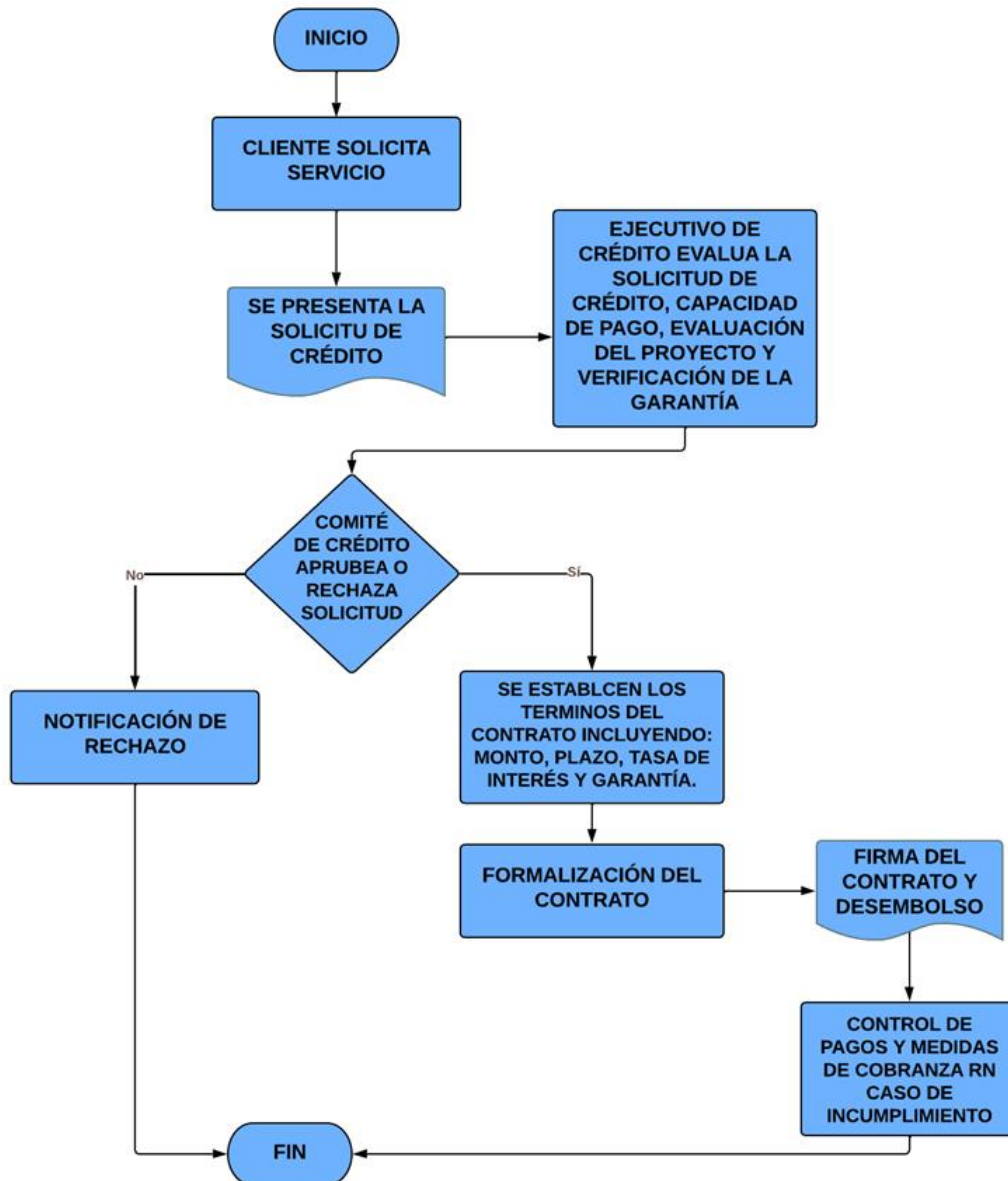 INICIO
CLIENTE SOLICITA
SERVICIO
SE PRESENTA LA
SOLICITU DE
CRÉDITO
EJECUTIVO DE
CRÉDITO EVALUA LA
SOLICITUD DE
CRÉDITO, CAPACIDAD
DE PAGO, EVALUACIÓN
DEL PROYECTO Y
VERIFICACIÓN DE LA
GARANTÍA
COMITÉ
DE CRÉDITO
APRUBEA O
RECHAZA
SOLICITUD
No
Sí
NOTIFICACIÓN DE
RECHAZO
SE ESTABLCEN LOS
TERMINOS DEL
CONTRATO INCLUYENDO:
MONTO, PLAZO, TASA DE
INTERÉS Y GARANTÍA.
FORMALIZACIÓN DEL
CONTRATO
FIRMA DEL
CONTRATO Y
DESEMBOLSO
CONTROL DE
PAGOS Y MEDIDAS
DE COBRANZA RN
CASO DE
INCUMPLIMIENTO
FIN